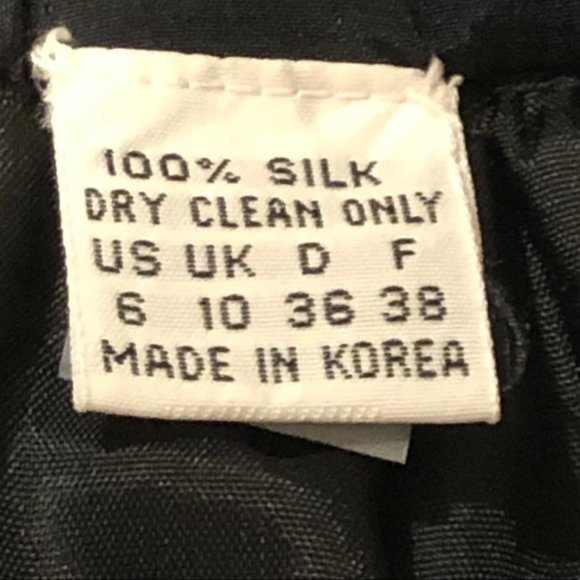 100% SILK
DRY CLEAN ONLY
US UK D F
6 10 36 38
MADE IN KOREA